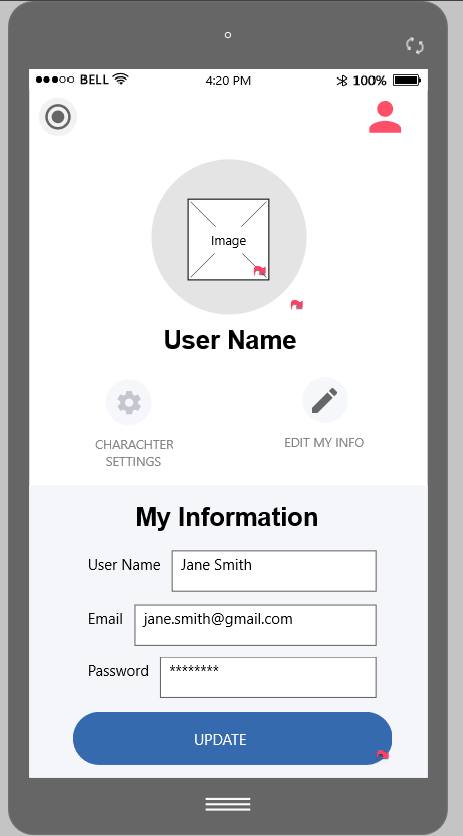 BELL 4:20 PM 100%
Image
User Name
CHARACHTER
SETTINGS
EDIT MY INFO
My Information
User Name Jane Smith
Email jane.smith@gmail.com
Password ********
UPDATE